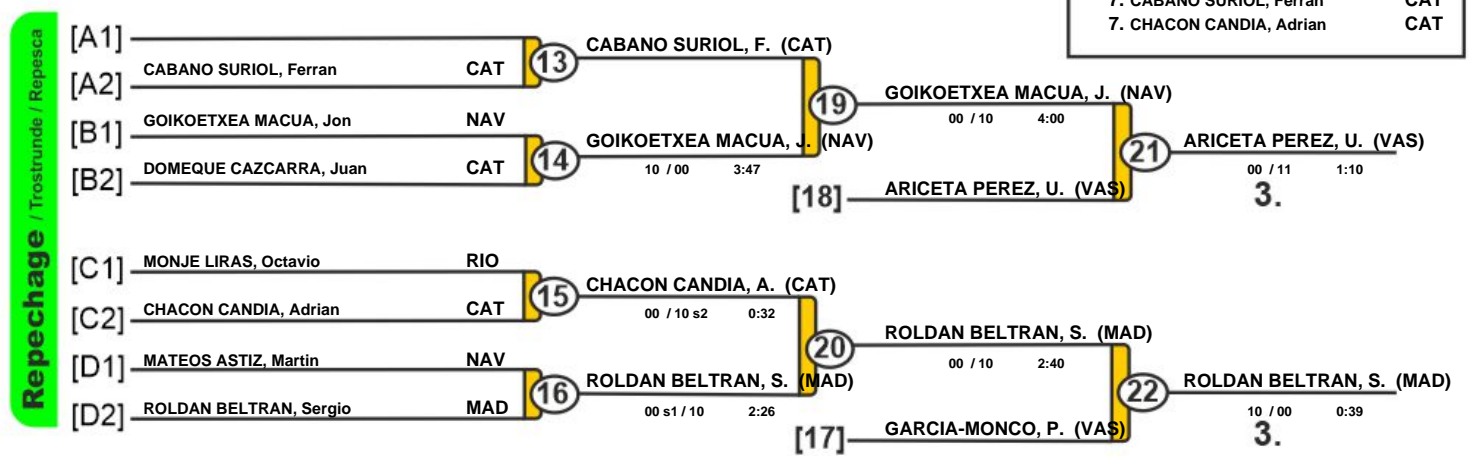 7. CABANO SURIOL, Ferran CAT
7. CHACON CANDIA, Adrian CAT
Repechage / Trostrunde / Repesca
[A1]
CABANO SURIOL, F. (CAT)
CABANO SURIOL, Ferran CAT
13
[A2]
19
GOIKOETXEA MACUA, J. (NAV)
00 / 10 4:00
[B1] GOIKOETXEA MACUA, Jon NAV
14
GOIKOETXEA MACUA, J. (NAV)
10 / 00 3:47
21
ARICETA PEREZ, U. (VAS)
00 / 11 1:10
3.
[B2] DOMEQUE CAZCARRA, Juan CAT
[18] ARICETA PEREZ, U. (VAS)
[C1] MONJE LIRAS, Octavio RIO
15
CHACON CANDIA, A. (CAT)
00 / 10 s2 0:32
[C2] CHACON CANDIA, Adrian CAT
20
ROLDAN BELTRAN, S. (MAD)
00 / 10 2:40
[D1] MATEOS ASTIZ, Martin NAV
16
ROLDAN BELTRAN, S. (MAD)
00 s1 / 10 2:26
22
ROLDAN BELTRAN, S. (MAD)
10 / 00 0:39
3.
[D2] ROLDAN BELTRAN, Sergio MAD
[17] GARCIA-MONCO, P. (VAS)